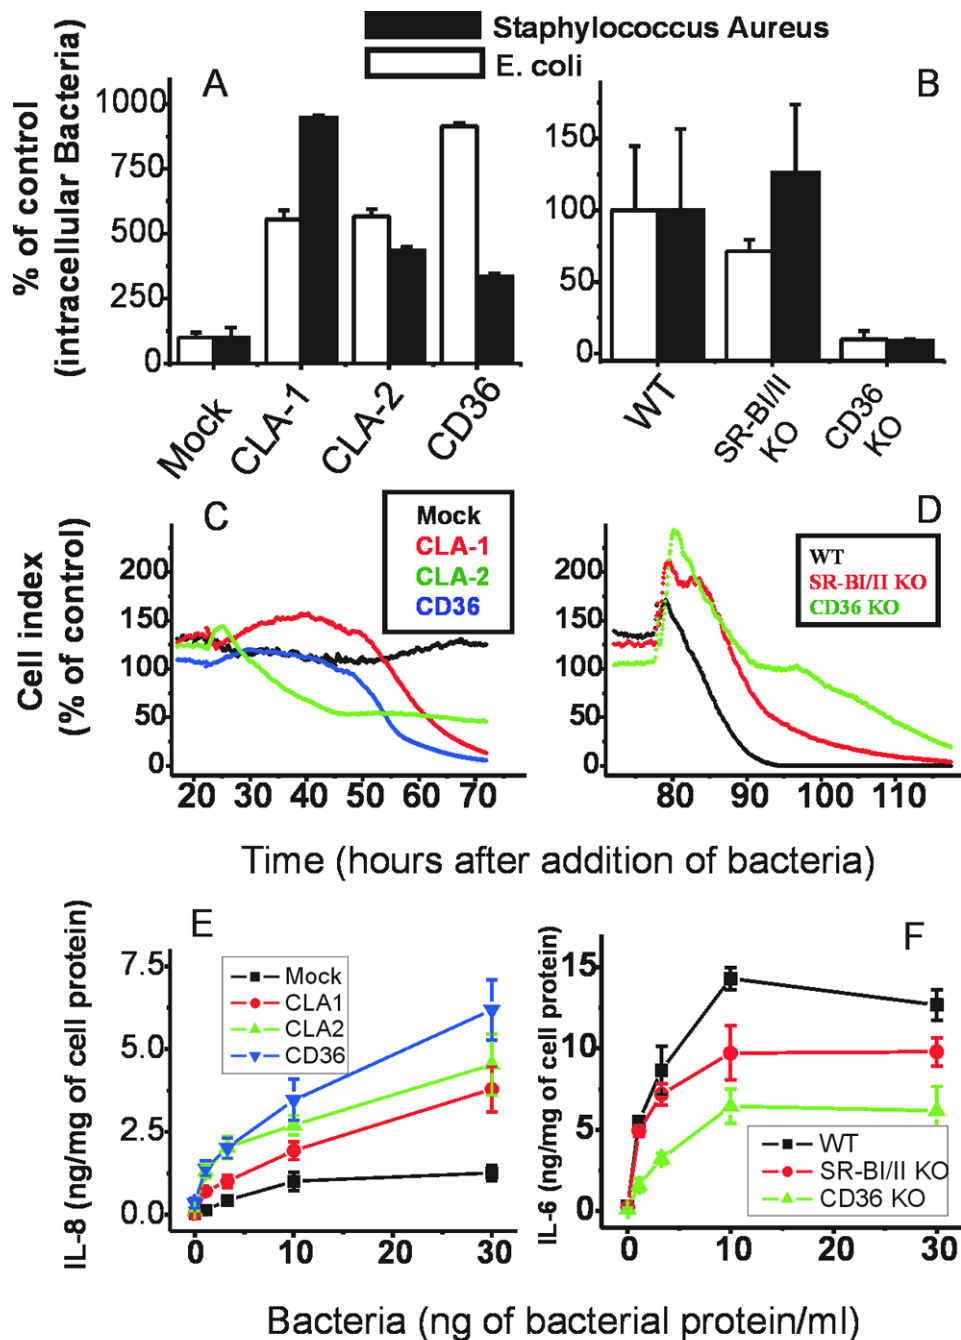 Staphylococcus Aureus
E. coli
A
B
% of control
(intracellular Bacteria)
1000
750
500
250
0
150
100
50
0
Mock
CLA-1
CLA-2
CD36
WT
SR-BI/II
KO
CD36
KO
C
Mock
CLA-1
CLA-2
CD36
D
WT
SR-BI/II KO
CD36 KO
Cell index
(% of control)
200
150
100
50
0
200
150
100
50
0
20 30 40 50 60 70
80 90 100 110
Time (hours after addition of bacteria)
E
Mock
CLA1
CLA2
CD36
IL-8 (ng/mg of cell protein)
7.5
5.0
2.5
0.0
0 10 20 30
F
IL-6 (ng/mg of cell protein)
15
10
5
0
WT
SR-BI/II KO
CD36 KO
0 10 20 30
Bacteria (ng of bacterial protein/ml)